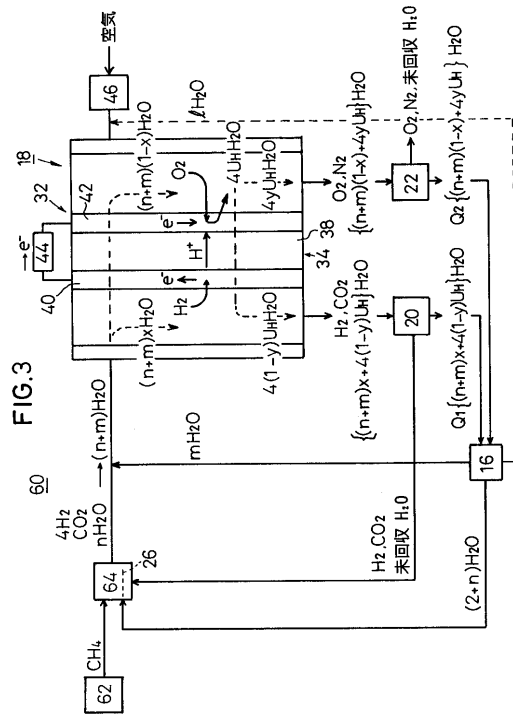 FIG.3
60
62
CH4
64
26
4H2
CO2
nH2O
(n+m)H2O
mH2O
(2+n)H2O
H2,CO2
未回収 H2O
16
→e⁻
44
40
32
42
18
46
空気
ℓH2O
(n+m)xH2O
(n+m)(1-x)H2O
H2
e⁻
H⁺
e⁻
O2
4UHH2O
4(1-y)UHH2O
4yUHH2O
38
34
H2,CO2
{(n+m)x+4(1-y)UH}H2O
20
Q1{(n+m)x+4(1-y)UH}H2O
O2,N2
{(n+m)(1-x)+4yUH}H2O
22
O2,N2,未回収 H2O
Q2{(n+m)(1-x)+4yUH}H2O